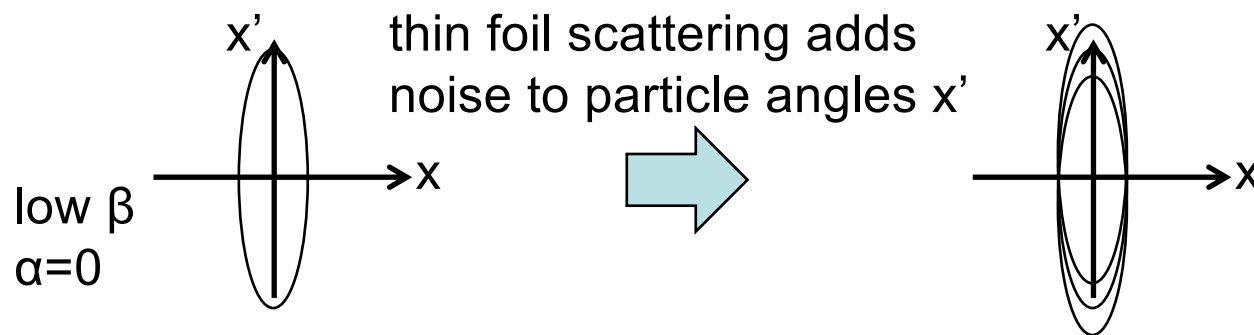 x’
thin foil scattering adds
noise to particle angles x’
x’
x
x
low β
α=0